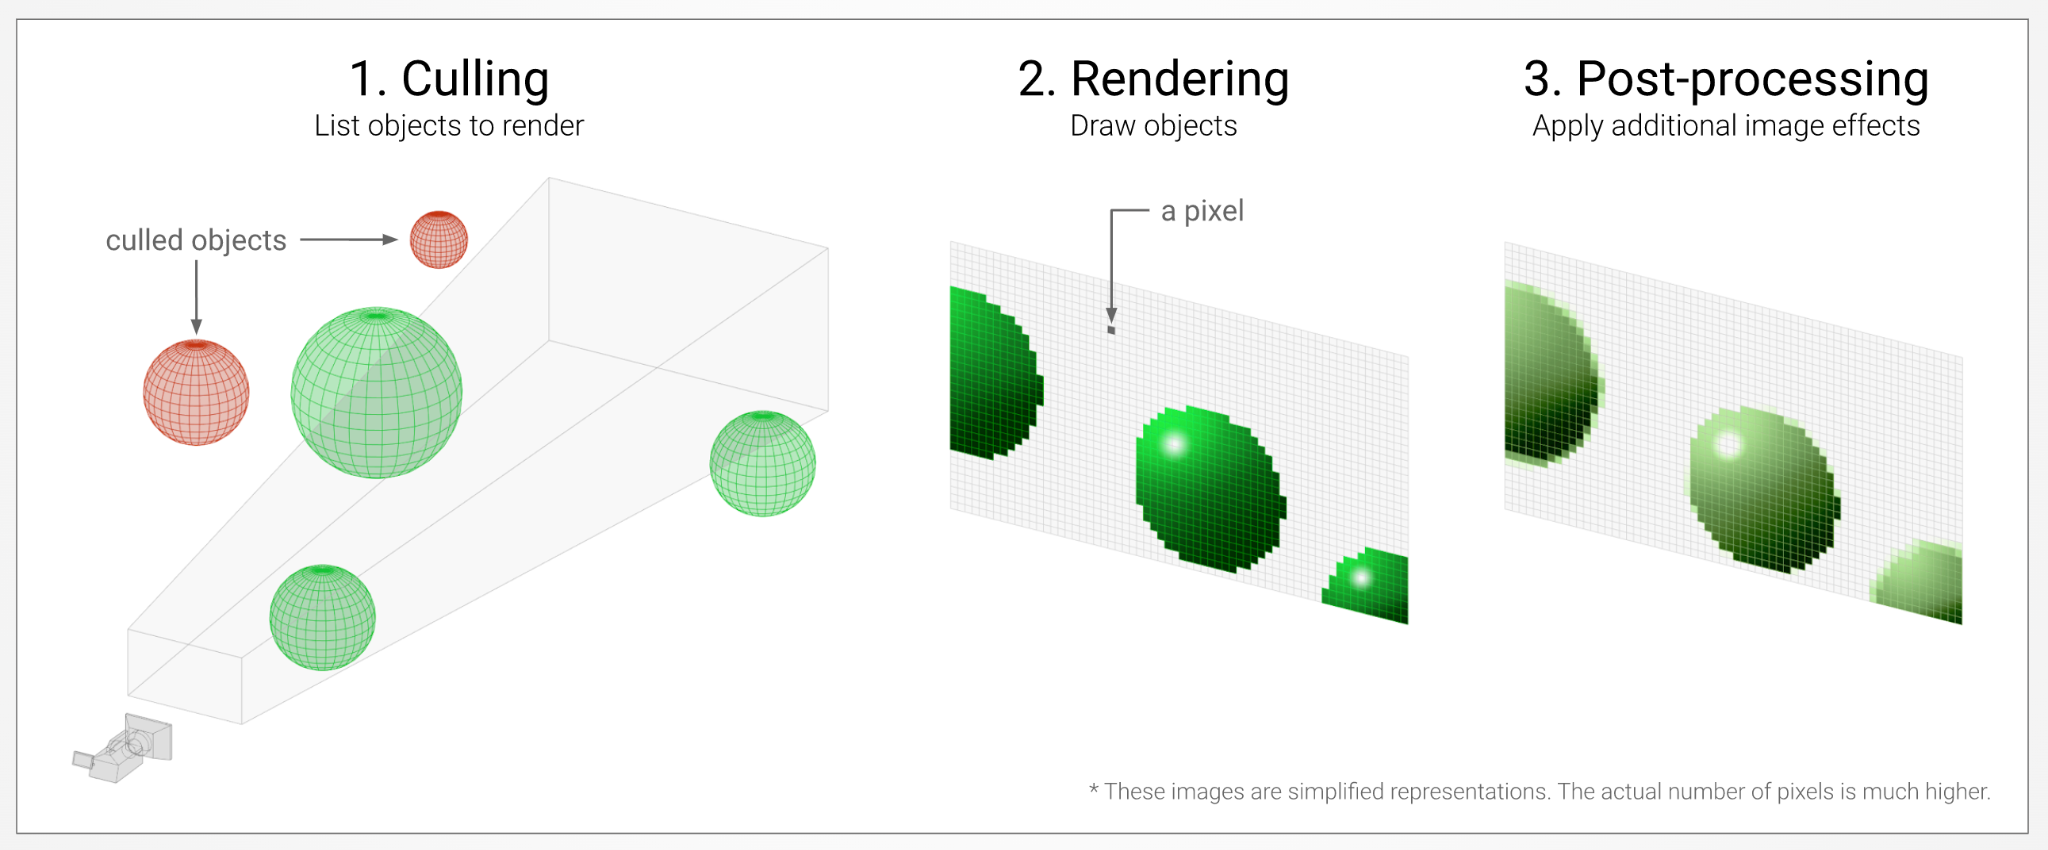 1. Culling
List objects to render
culled objects
2. Rendering
Draw objects
a pixel
3. Post-processing
Apply additional image effects
* These images are simplified representations. The actual number of pixels is much higher.